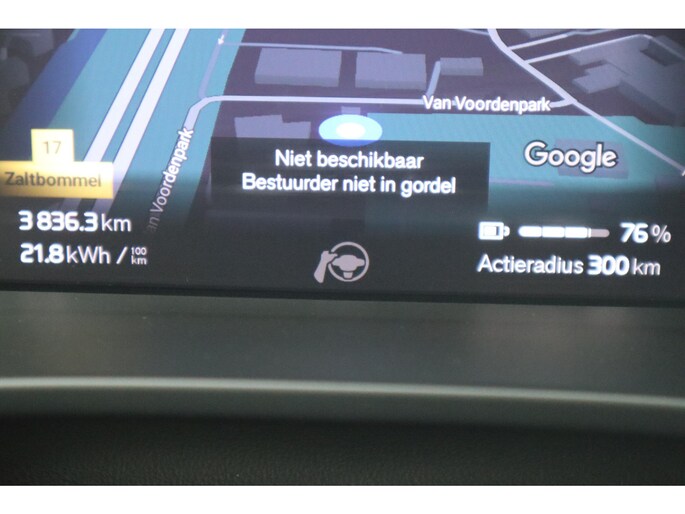 Van Voordenpark
17
Zaltbommel
an Voordenpark
Google
Niet beschikbaar
Bestuurder niet in gordel
3 836.3 km
21.8 kWh / 100 km
76 %
Actieradius 300 km